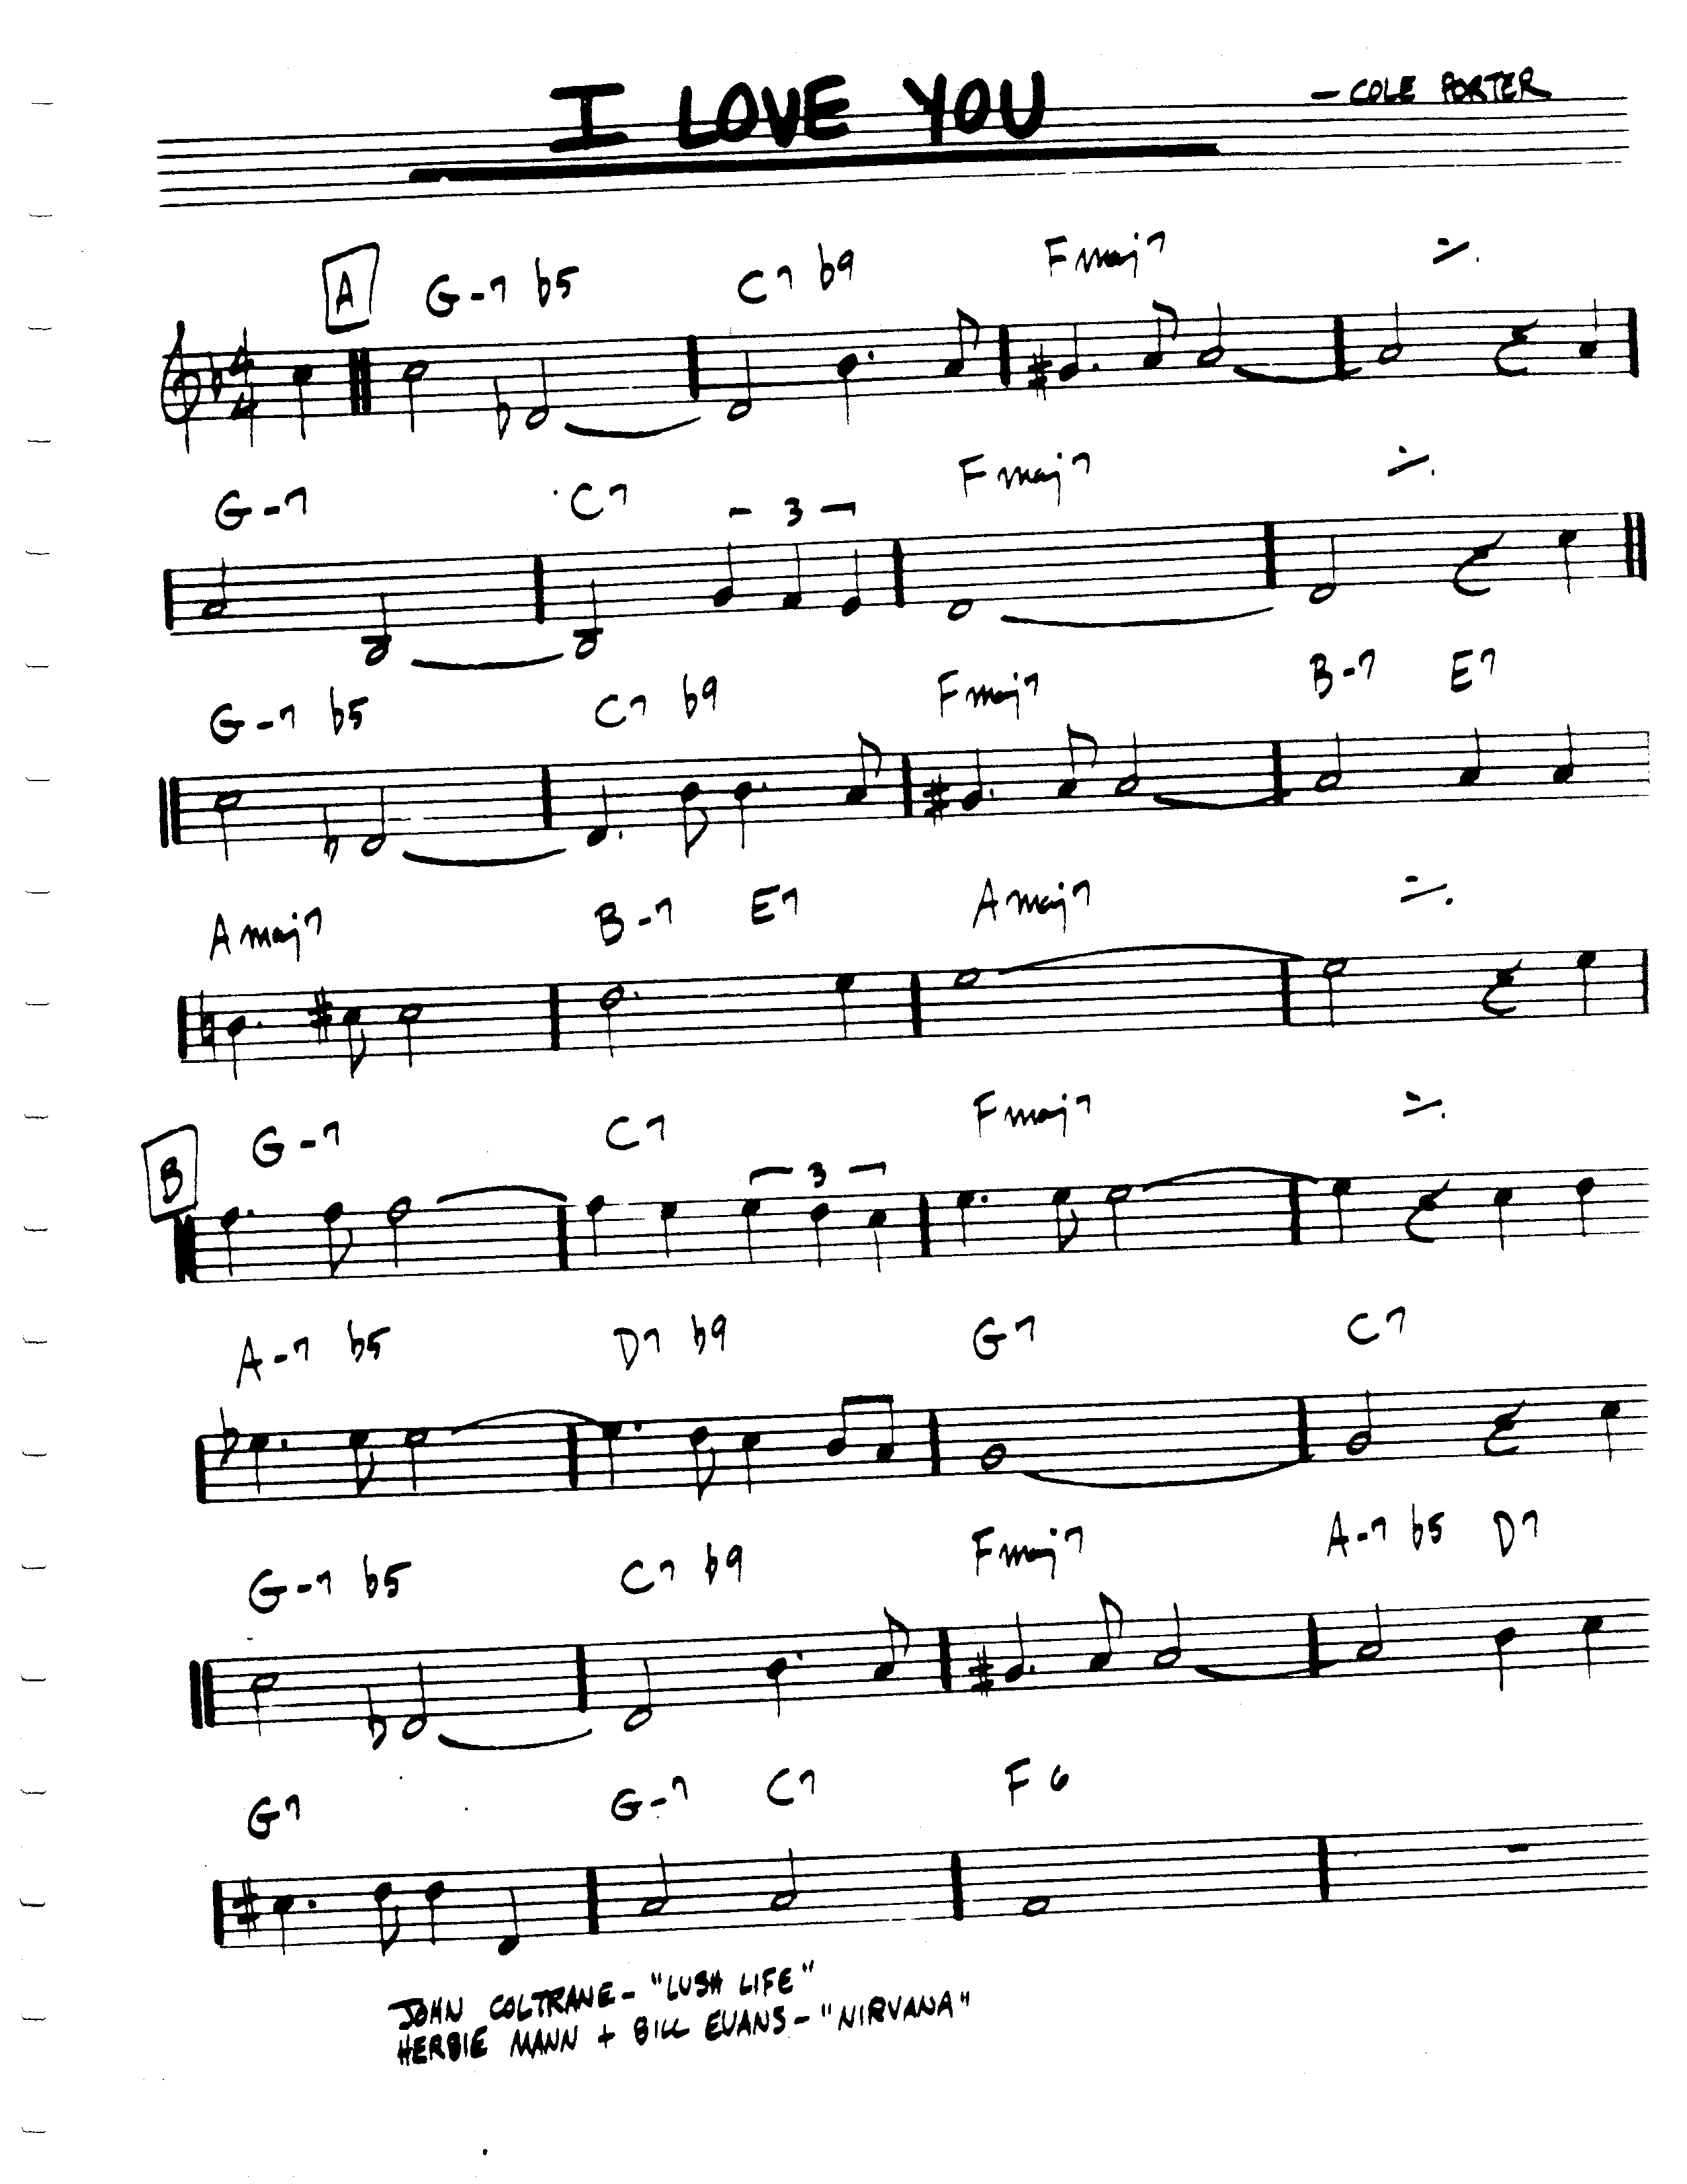 I LOVE YOU
– COLE PORTER
A G-7 b5 C7 b9 Fmaj7
4
4
G-7 C7 3 Fmaj7
G-7 b5 C7 b9 Fmaj7 B-7 E7
Amaj7 B-7 E7 Amaj7
B G-7 C7 3 Fmaj7
A-7 b5 D7 b9 G7 C7
G-7 b5 C7 b9 Fmaj7 A-7 b5 D7
G7 G-7 C7 F6
JOHN COLTRANE – "LUSH LIFE"
HERBIE MANN + BILL EVANS – "NIRVANA"